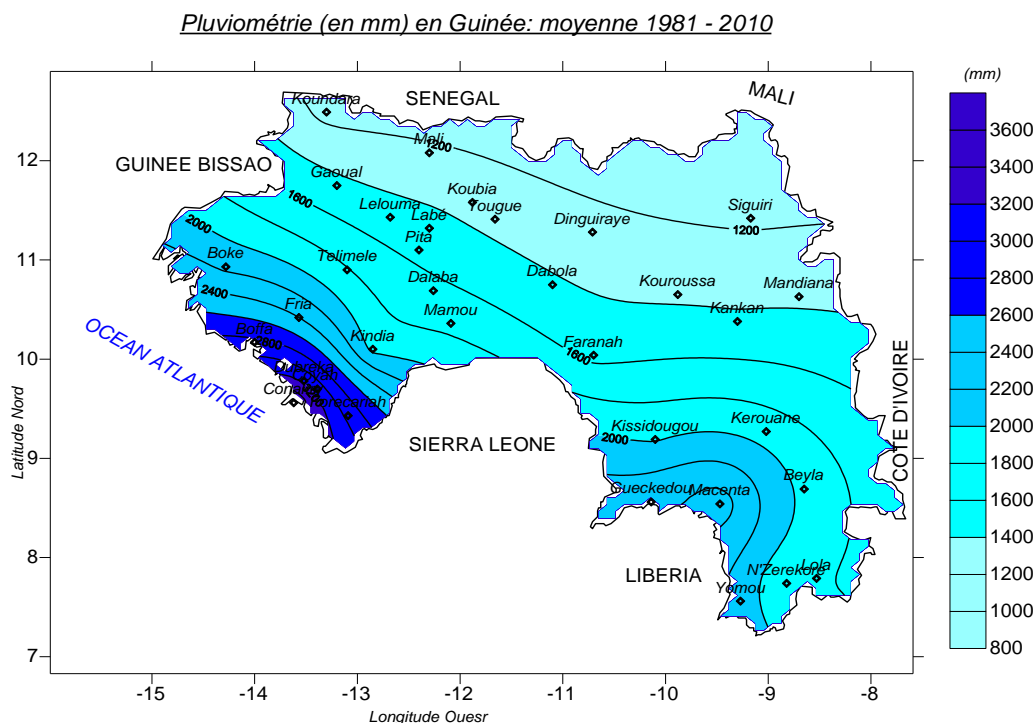 Pluviométrie (en mm) en Guinée: moyenne 1981 - 2010
(mm)
MALI
SENEGAL
Koundara
3600
3400
Mali
1200
12
GUINEE BISSAO
3200
Gaoual
Koubia
3000
1600
Lelouma
Yougue
Siguiri
Labé
Dinguiraye
2000
1200
2800
Pita
11
Boke
Telimele
Dabola
2600
Dalaba
Kouroussa
Mandiana
2400
2400
Fria
Mamou
Kankan
2200
Boffa
Kindia
Faranah
2800
1600
10
2000
OCEAN ATLANTIQUE
1800
Kerouane
Kissidougou
2000
SIERRA LEONE
COTE D'IVOIRE
1600
9
Beyla
Gueckedou
Macenta
1400
8
1200
LIBERIA
N'Zerekore
Lola
Yomou
1000
7
800
-15
-14
-13
-12
-11
-10
-9
-8
Latitude Nord
Longitude Ouesr